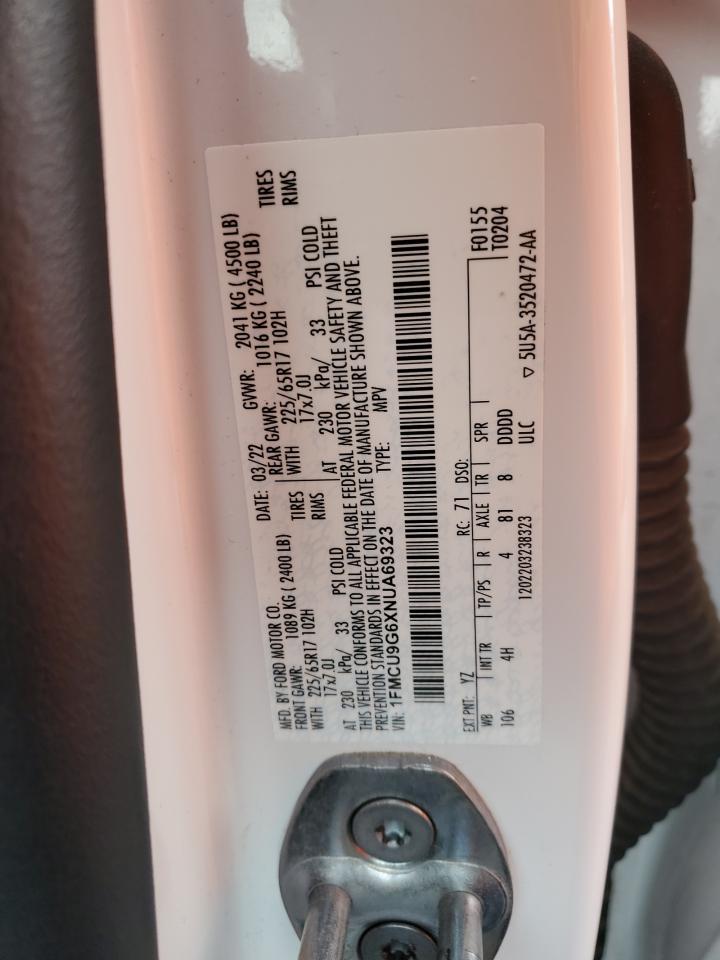 MFD. BY FORD MOTOR CO.
DATE: 03/22 GVWR: 2041 KG ( 4500 LB)
FRONT GAWR: 1089 KG ( 2400 LB) REAR GAWR: 1016 KG ( 2240 LB)
WITH 225/65R17 102H TIRES WITH 225/65R17 102H TIRES
17x7.0J RIMS 17x7.0J RIMS
AT 230 kPa/ 33 PSI COLD AT 230 kPa/ 33 PSI COLD
THIS VEHICLE CONFORMS TO ALL APPLICABLE FEDERAL MOTOR VEHICLE SAFETY AND THEFT
PREVENTION STANDARDS IN EFFECT ON THE DATE OF MANUFACTURE SHOWN ABOVE.
VIN: 1FMCU9G6XNUA69323 TYPE: MPV
EXT PNT: YZ RC: 71 DSO: F0155
WB INT TR TP/PS R AXLE TR SPR T0204
106 4H 4 81 8 DDDD
1202203238323 ULC ▽ 5U5A-3520472-AA